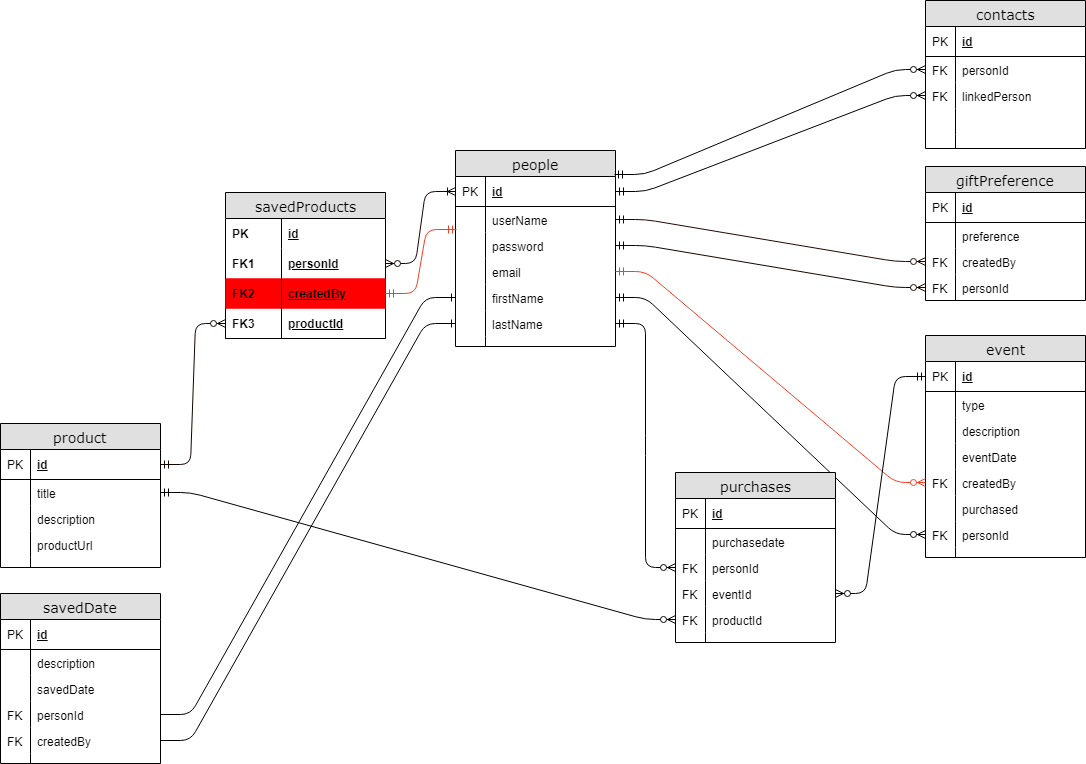 contacts
PK id
FK personId
FK linkedPerson
people
PK id
userName
password
email
firstName
lastName
giftPreference
PK id
preference
FK createdBy
FK personId
savedProducts
PK id
FK1 personId
FK2 createdBy
FK3 productId
event
PK id
type
description
eventDate
FK createdBy
purchased
FK personId
product
PK id
title
description
productUrl
purchases
PK id
purchasedate
FK personId
FK eventId
FK productId
savedDate
PK id
description
savedDate
FK personId
FK createdBy